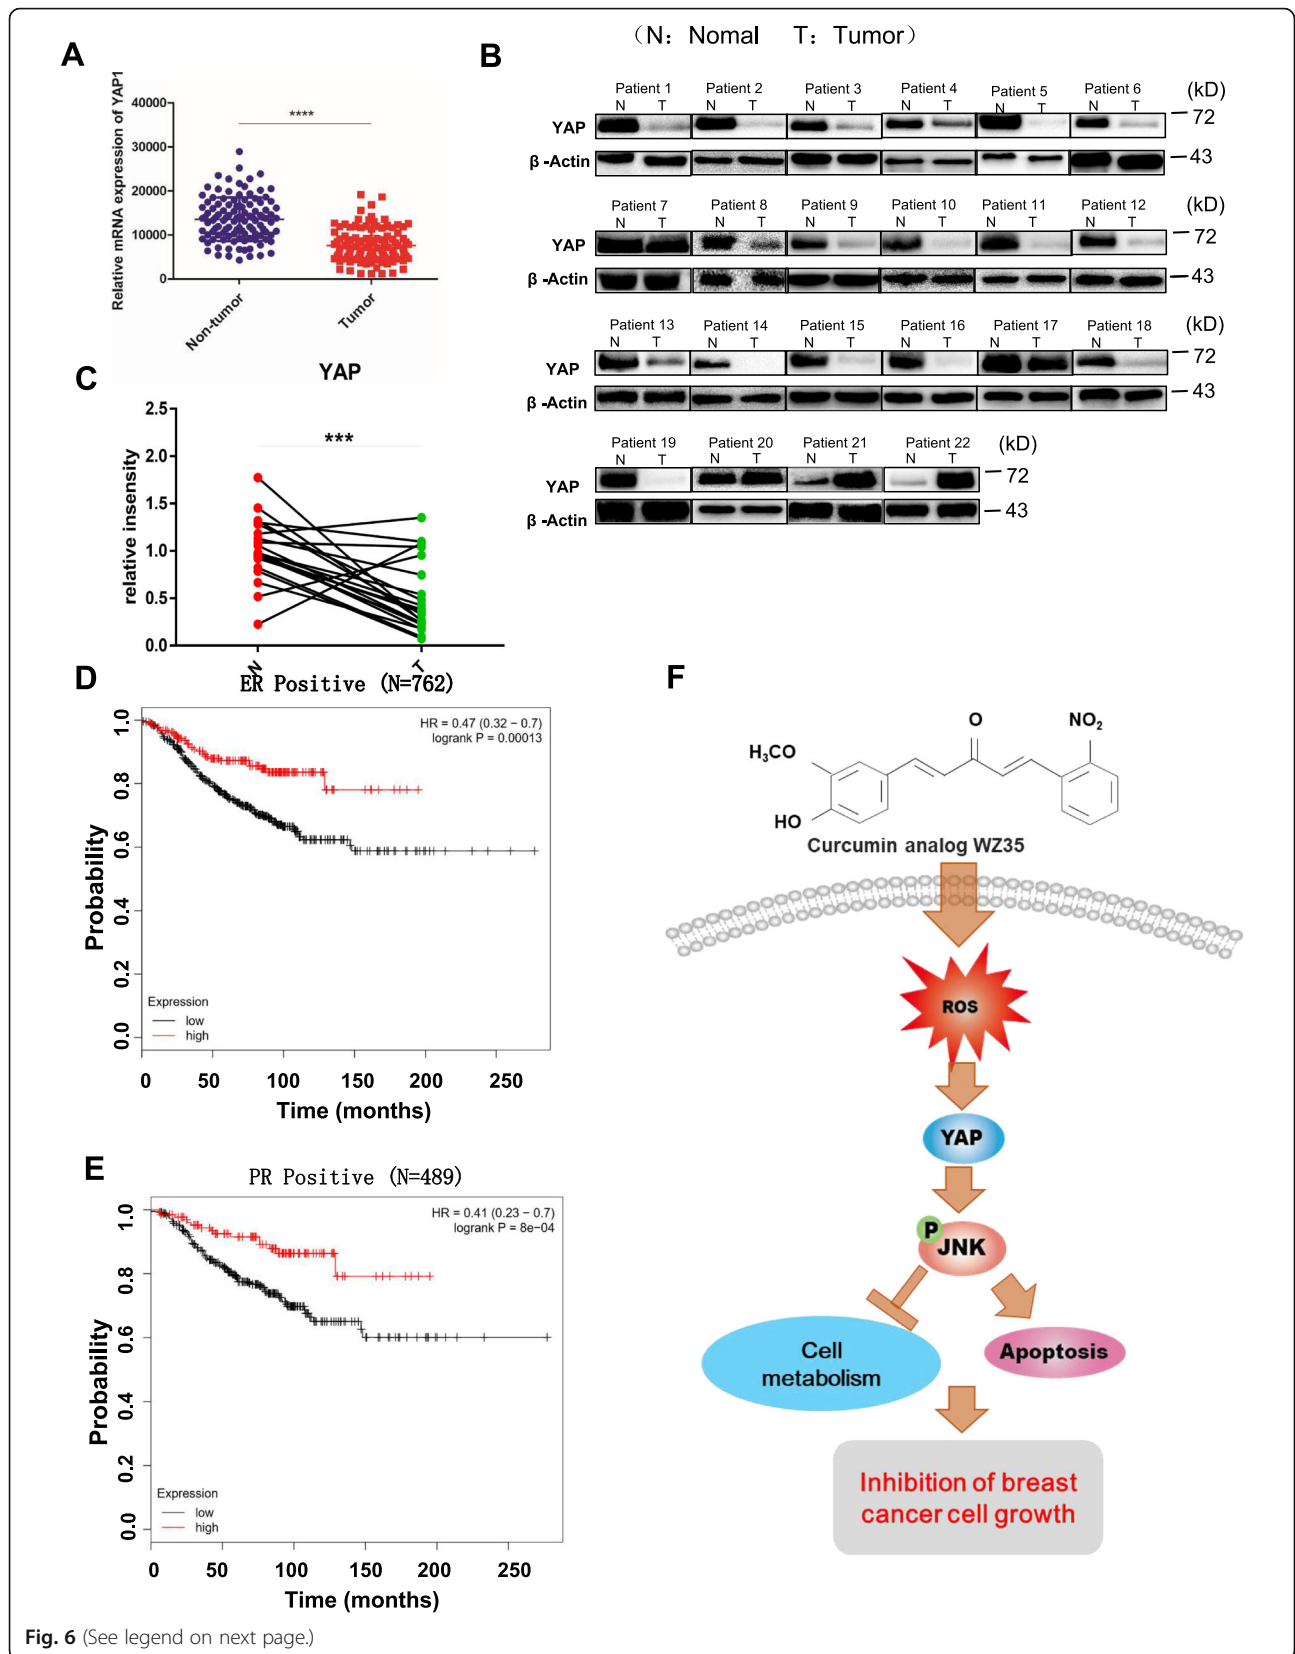 A
Relative mRNA expression of YAP1
40000
30000
20000
10000
0
****
Non-tumor
Tumor
B
（N：Nomal T：Tumor）
Patient 1 Patient 2 Patient 3 Patient 4 Patient 5 Patient 6 (kD)
N T N T N T N T N T N T
YAP 72
β -Actin 43
Patient 7 Patient 8 Patient 9 Patient 10 Patient 11 Patient 12 (kD)
N T N T N T N T N T N T
YAP 72
β -Actin 43
Patient 13 Patient 14 Patient 15 Patient 16 Patient 17 Patient 18 (kD)
N T N T N T N T N T N T
YAP 72
β -Actin 43
Patient 19 Patient 20 Patient 21 Patient 22 (kD)
N T N T N T N T
YAP 72
β -Actin 43
C
YAP
relative insensity
2.5
2.0
1.5
1.0
0.5
0.0
***
N
T
D
ER Positive (N=762)
HR = 0.47 (0.32 − 0.7)
logrank P = 0.00013
Probability
1.0
0.8
0.6
0.4
0.2
0.0
Expression
low
high
0 50 100 150 200 250
Time (months)
E
PR Positive (N=489)
HR = 0.41 (0.23 − 0.7)
logrank P = 8e−04
Probability
1.0
0.8
0.6
0.4
0.2
0.0
Expression
low
high
0 50 100 150 200 250
Time (months)
F
O
NO2
H3CO
HO
Curcumin analog WZ35
ROS
YAP
P
JNK
Cell
metabolism
Apoptosis
Inhibition of breast
cancer cell growth
Fig. 6 (See legend on next page.)